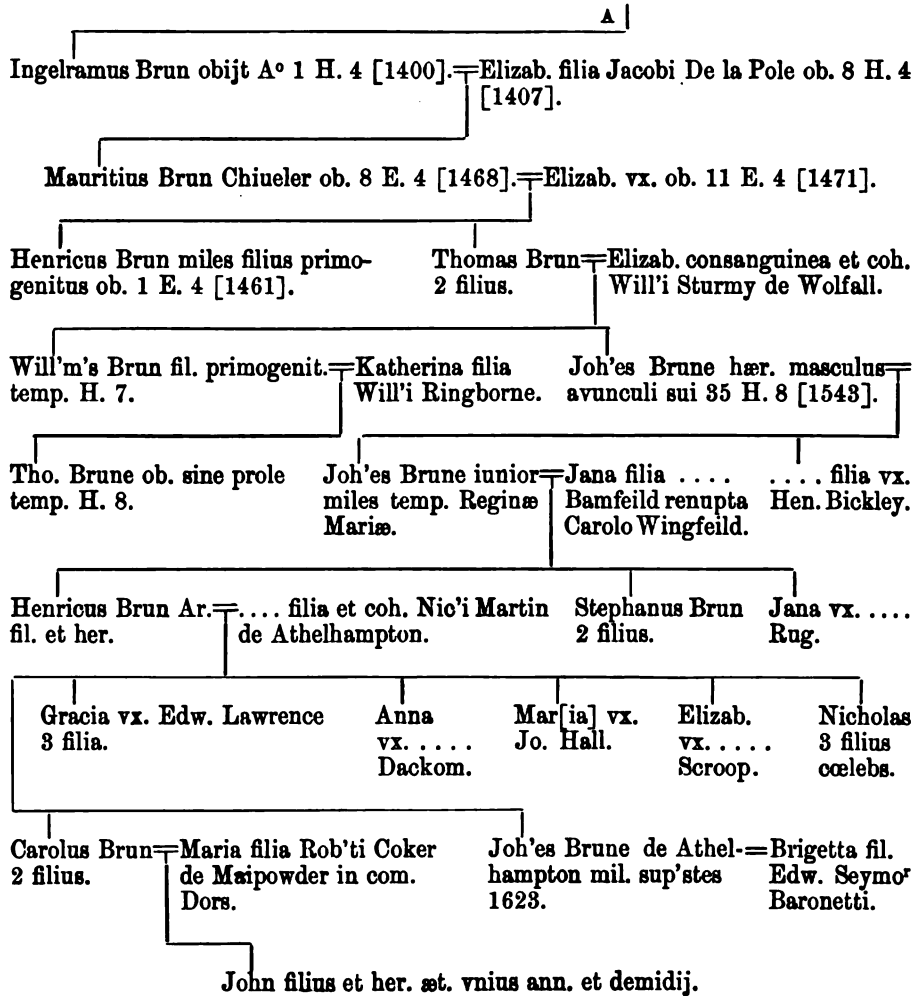 A
Ingelramus Brun obijt Aº 1 H. 4 [1400].=Elizab. filia Jacobi De la Pole ob. 8 H. 4
[1407].
Mauritius Brun Chiueler ob. 8 E. 4 [1468].=Elizab. vx. ob. 11 E. 4 [1471].
Henricus Brun miles filius primo-
genitus ob. 1 E. 4 [1461].
Thomas Brun=Elizab. consanguinea et coh.
2 filius. Will'i Sturmy de Wolfall.
Will'm's Brun fil. primogenit.=Katherina filia
temp. H. 7. Will'i Ringborne.
Joh'es Brune hær. masculus=
avunculi sui 35 H. 8 [1543].
Tho. Brune ob. sine prole
temp. H. 8.
Joh'es Brune iunior=Jana filia ....
miles temp. Reginæ Bamfeild renupta
Mariæ. Carolo Wingfeild.
.... filia vx.
Hen. Bickley.
Henricus Brun Ar.=.... filia et coh. Nic'i Martin
fil. et her. de Athelhampton.
Stephanus Brun
2 filius.
Jana vx. .....
Rug.
Gracia vx. Edw. Lawrence
3 filia.
Anna
vx. .....
Dackom.
Mar[ia] vx.
Jo. Hall.
Elizab.
vx. .....
Scroop.
Nicholas
3 filius
cœlebs.
Carolus Brun=Maria filia Rob'ti Coker
2 filius. de Maipowder in com.
Dors.
Joh'es Brune de Athel-=Brigetta fil.
hampton mil. sup'stes Edw. Seymoʳ
1623. Baronetti.
John filius et her. æt. vnius ann. et demidij.